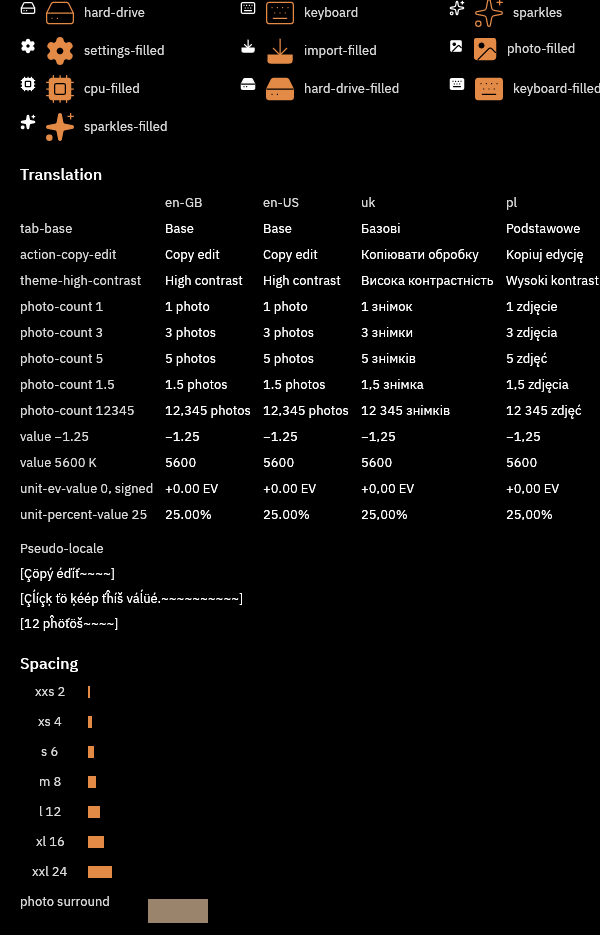 hard-drive keyboard sparkles
settings-filled import-filled photo-filled
cpu-filled hard-drive-filled keyboard-filled
sparkles-filled
Translation
en-GB en-US uk pl
tab-base Base Base Базові Podstawowe
action-copy-edit Copy edit Copy edit Копіювати обробку Kopiuj edycję
theme-high-contrast High contrast High contrast Висока контрастність Wysoki kontrast
photo-count 1 1 photo 1 photo 1 знімок 1 zdjęcie
photo-count 3 3 photos 3 photos 3 знімки 3 zdjęcia
photo-count 5 5 photos 5 photos 5 знімків 5 zdjęć
photo-count 1.5 1.5 photos 1.5 photos 1,5 знімка 1,5 zdjęcia
photo-count 12345 12,345 photos 12,345 photos 12 345 знімків 12 345 zdjęć
value −1.25 −1.25 −1.25 −1,25 −1,25
value 5600 K 5600 5600 5600 5600
unit-ev-value 0, signed +0.00 EV +0.00 EV +0,00 EV +0,00 EV
unit-percent-value 25 25.00% 25.00% 25,00% 25,00%
Pseudo-locale
[Çöpý éďíť~~~~]
[Çĺíçķ ťö ķéép ťĥíš váĺüé.~~~~~~~~~~]
[12 pĥöťöš~~~~]
Spacing
xxs 2
xs 4
s 6
m 8
l 12
xl 16
xxl 24
photo surround